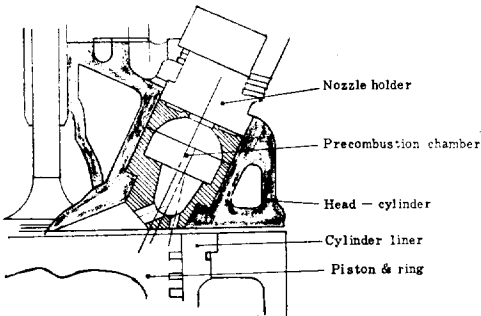 Nozzle holder
Precombustion chamber
Head — cylinder
Cylinder liner
Piston & ring